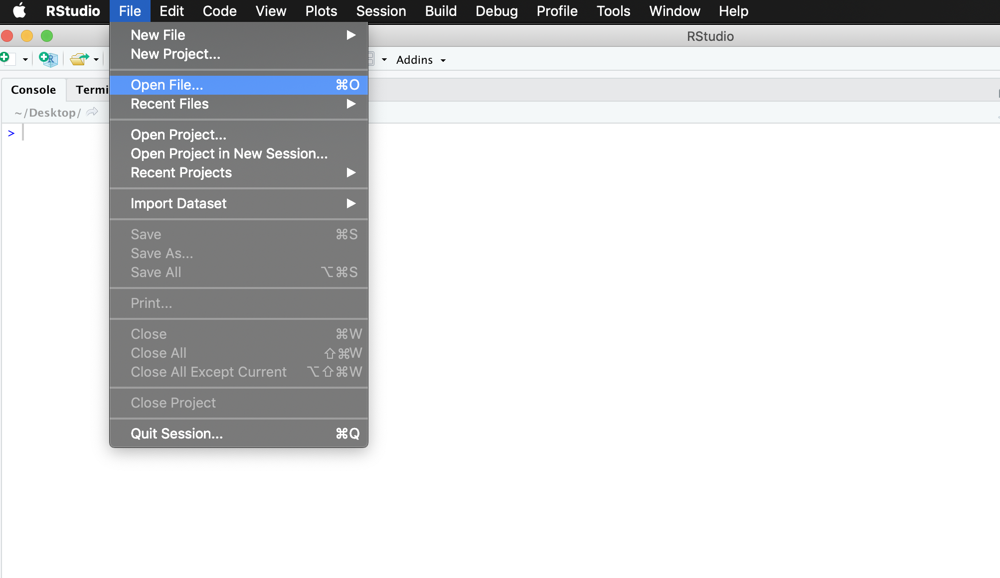 RStudio File Edit Code View Plots Session Build Debug Profile Tools Window Help
RStudio
Addins
Console Termi
~/Desktop/
>
New File ▶
New Project...
Open File... ⌘O
Recent Files ▶
Open Project...
Open Project in New Session...
Recent Projects ▶
Import Dataset ▶
Save ⌘S
Save As...
Save All ⌥⌘S
Print...
Close ⌘W
Close All ⇧⌘W
Close All Except Current ⌥⇧⌘W
Close Project
Quit Session... ⌘Q